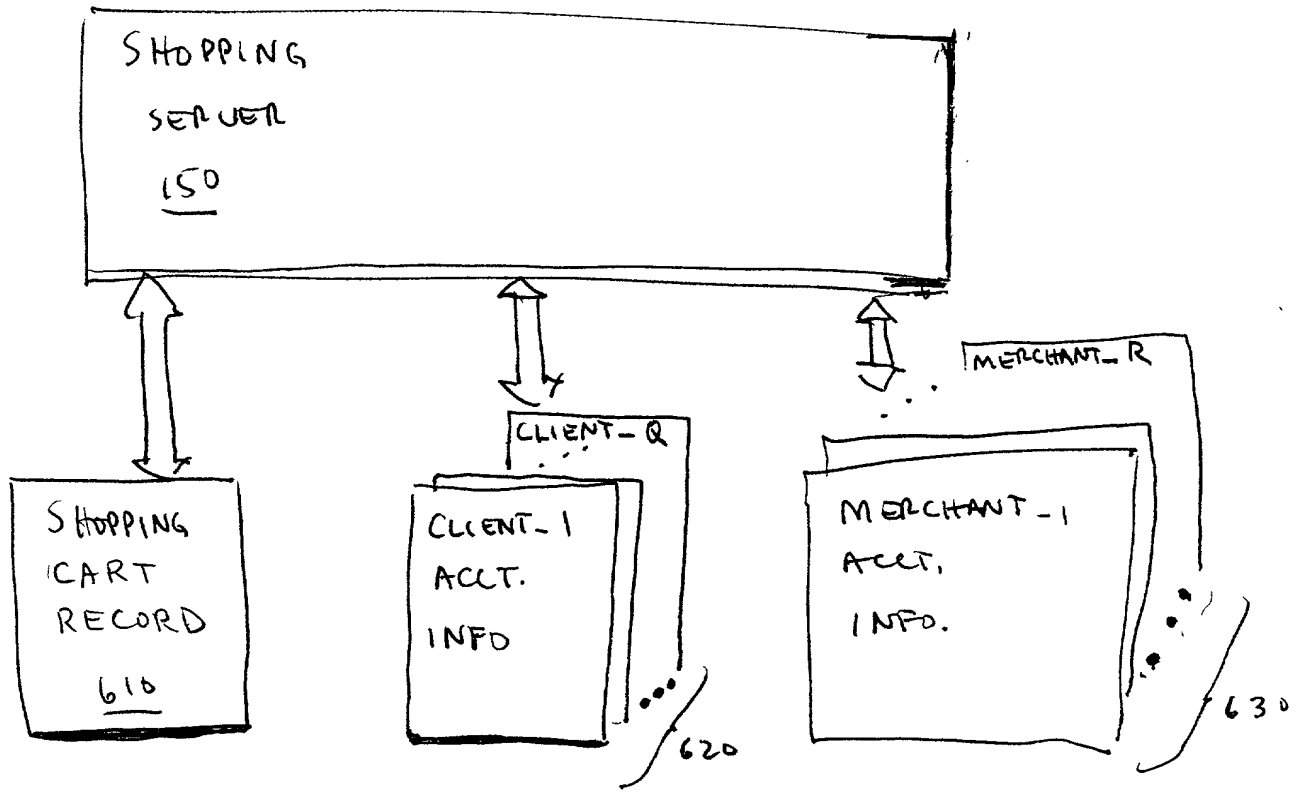 SHOPPING
SERVER
150
MERCHANT_R
CLIENT_Q
SHOPPING
CART
RECORD
610
CLIENT_1
ACCT.
INFO
620
MERCHANT_1
ACCT.
INFO.
630